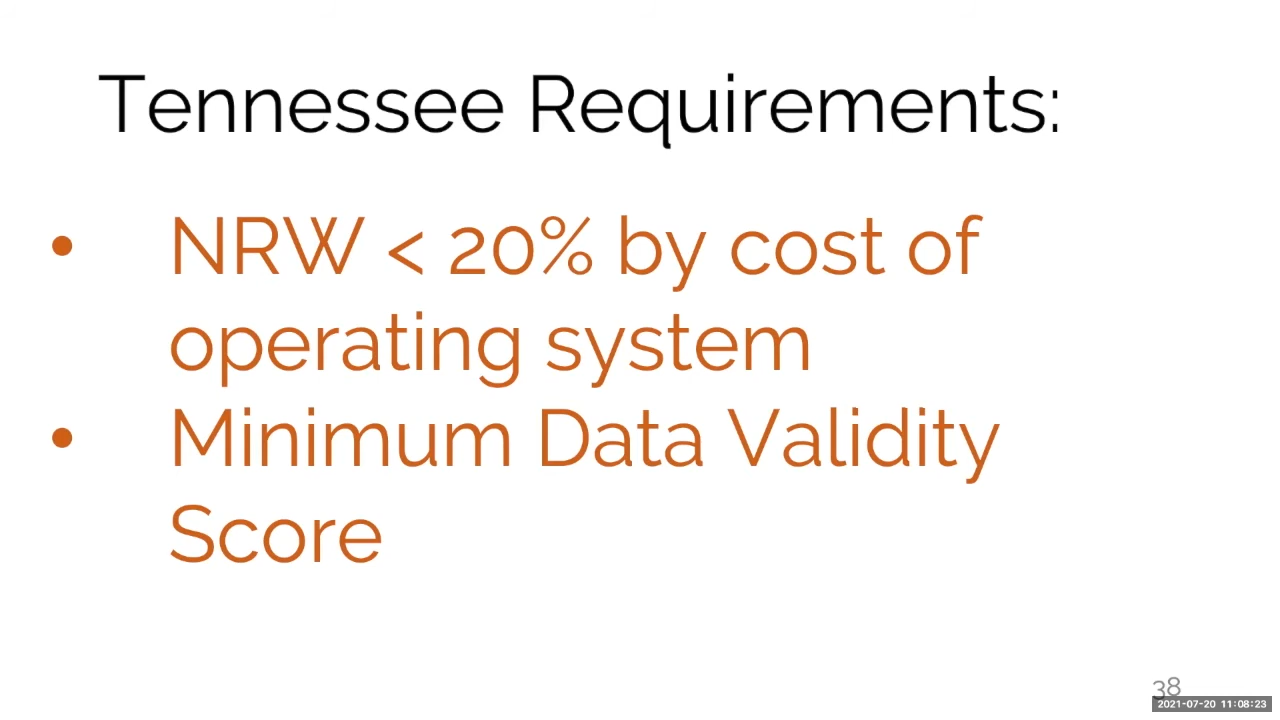 Tennessee Requirements:
• NRW < 20% by cost of
operating system
• Minimum Data Validity
Score
38
2021-07-20 11:08:23